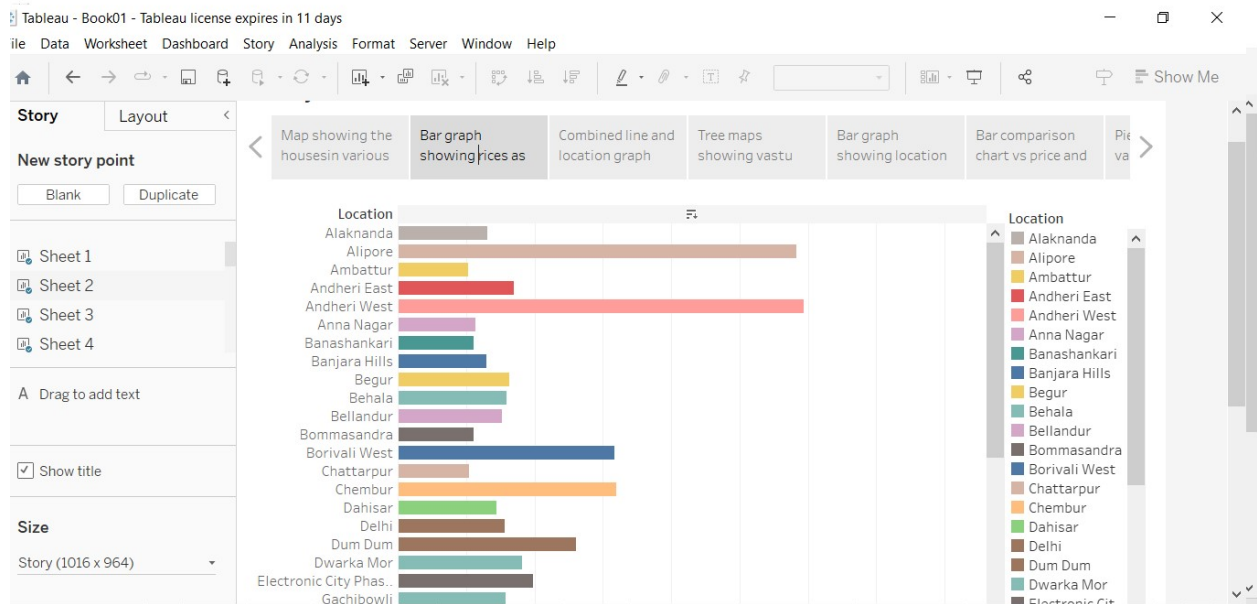 Tableau - Book01 - Tableau license expires in 11 days
ile Data Worksheet Dashboard Story Analysis Format Server Window Help
Show Me
Story Layout
New story point
Blank Duplicate
Sheet 1
Sheet 2
Sheet 3
Sheet 4
A Drag to add text
Show title
Size
Story (1016 x 964)
Map showing the
housesin various
Bar graph
showing rices as
Combined line and
location graph
Tree maps
showing vastu
Bar graph
showing location
Bar comparison
chart vs price and
Pie
va
Location
Alaknanda
Alipore
Ambattur
Andheri East
Andheri West
Anna Nagar
Banashankari
Banjara Hills
Begur
Behala
Bellandur
Bommasandra
Borivali West
Chattarpur
Chembur
Dahisar
Delhi
Dum Dum
Dwarka Mor
Electronic City Phas..
Gachibowli
Location
Alaknanda
Alipore
Ambattur
Andheri East
Andheri West
Anna Nagar
Banashankari
Banjara Hills
Begur
Behala
Bellandur
Bommasandra
Borivali West
Chattarpur
Chembur
Dahisar
Delhi
Dum Dum
Dwarka Mor
Electronic Cit